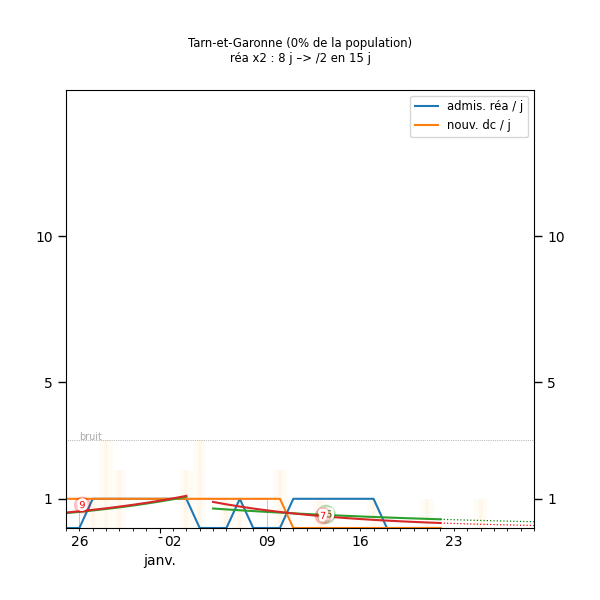 Tarn-et-Garonne (0% de la population)
réa x2 : 8 j –> /2 en 15 j
admis. réa / j
nouv. dc / j
10
10
5
5
bruit
1
1
9
7
26
02
09
16
23
janv.